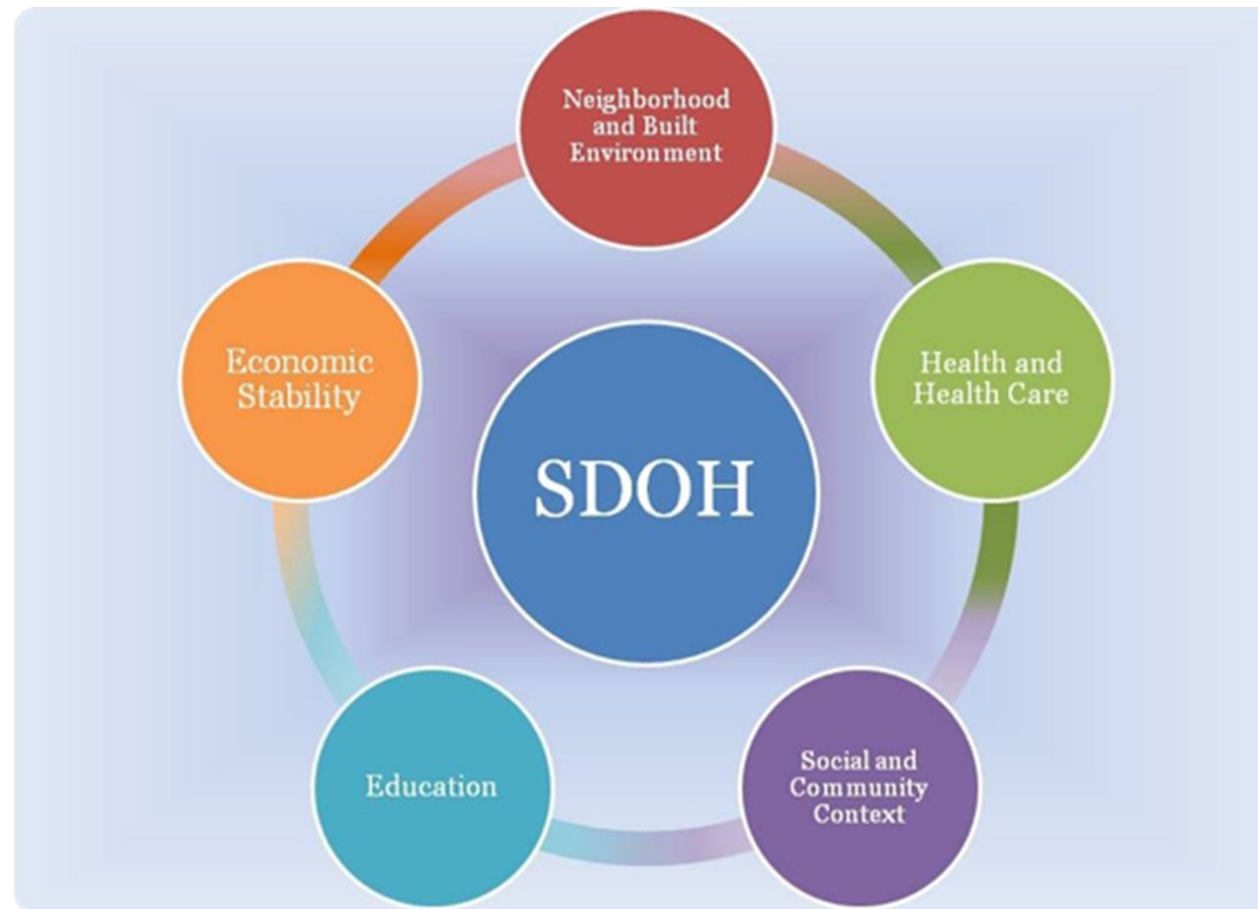 Neighborhood
and Built
Environment
Economic
Stability
Health and
Health Care
SDOH
Education
Social and
Community
Context